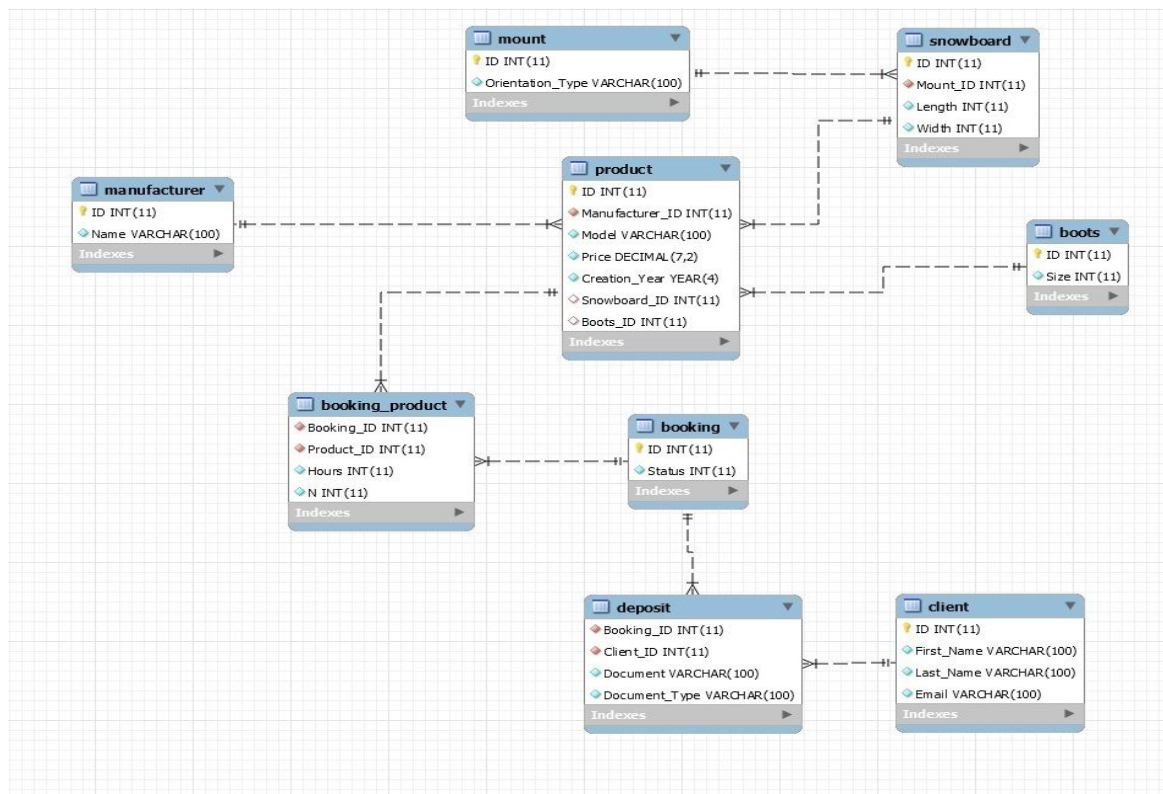 mount
ID INT(11)
Orientation_Type VARCHAR(100)
Indexes
snowboard
ID INT(11)
Mount_ID INT(11)
Length INT(11)
Width INT(11)
Indexes
manufacturer
ID INT(11)
Name VARCHAR(100)
Indexes
product
ID INT(11)
Manufacturer_ID INT(11)
Model VARCHAR(100)
Price DECIMAL(7,2)
Creation_Year YEAR(4)
Snowboard_ID INT(11)
Boots_ID INT(11)
Indexes
boots
ID INT(11)
Size INT(11)
Indexes
booking_product
Booking_ID INT(11)
Product_ID INT(11)
Hours INT(11)
N INT(11)
Indexes
booking
ID INT(11)
Status INT(11)
Indexes
deposit
Booking_ID INT(11)
Client_ID INT(11)
Document VARCHAR(100)
Document_Type VARCHAR(100)
Indexes
client
ID INT(11)
First_Name VARCHAR(100)
Last_Name VARCHAR(100)
Email VARCHAR(100)
Indexes